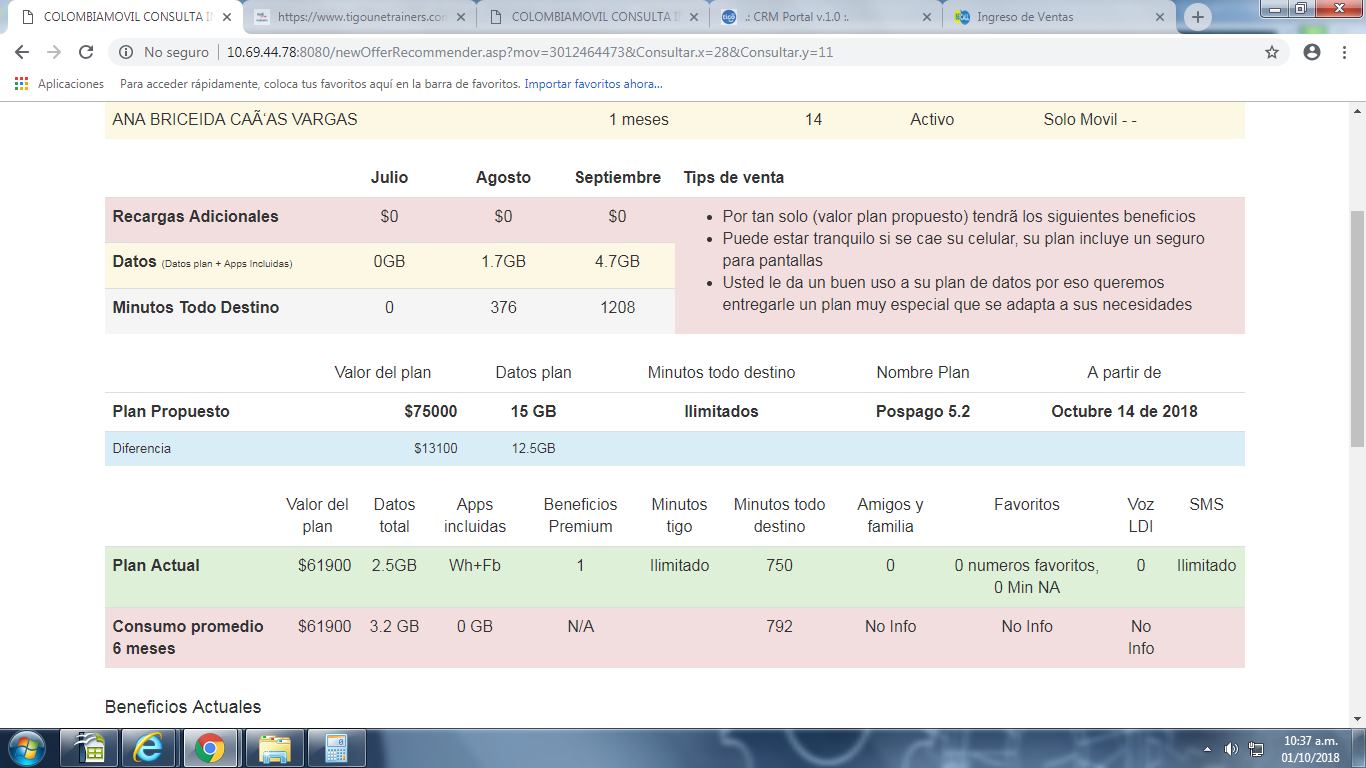 COLOMBIAMOVIL CONSULTA IN
https://www.tigounetrainers.com
COLOMBIAMOVIL CONSULTA IN
.: CRM Portal v.1.0 :.
Ingreso de Ventas
No seguro | 10.69.44.78:8080/newOfferRecommender.asp?mov=3012464473&Consultar.x=28&Consultar.y=11
Aplicaciones Para acceder rápidamente, coloca tus favoritos aquí en la barra de favoritos. Importar favoritos ahora...
ANA BRICEIDA CAÃ‘AS VARGAS 1 meses 14 Activo Solo Movil - -
Julio Agosto Septiembre Tips de venta
Recargas Adicionales $0 $0 $0
Datos (Datos plan + Apps Incluidas) 0GB 1.7GB 4.7GB
Minutos Todo Destino 0 376 1208
• Por tan solo (valor plan propuesto) tendrã los siguientes beneficios
• Puede estar tranquilo si se cae su celular, su plan incluye un seguro
para pantallas
• Usted le da un buen uso a su plan de datos por eso queremos
entregarle un plan muy especial que se adapta a sus necesidades
Valor del plan Datos plan Minutos todo destino Nombre Plan A partir de
Plan Propuesto $75000 15 GB Ilimitados Pospago 5.2 Octubre 14 de 2018
Diferencia $13100 12.5GB
Valor del Datos Apps Beneficios Minutos Minutos todo Amigos y Favoritos Voz SMS
plan total incluidas Premium tigo destino familia LDI
Plan Actual $61900 2.5GB Wh+Fb 1 Ilimitado 750 0 0 numeros favoritos, 0 Ilimitado
0 Min NA
Consumo promedio $61900 3.2 GB 0 GB N/A 792 No Info No Info No
6 meses Info
Beneficios Actuales
10:37 a.m.
01/10/2018